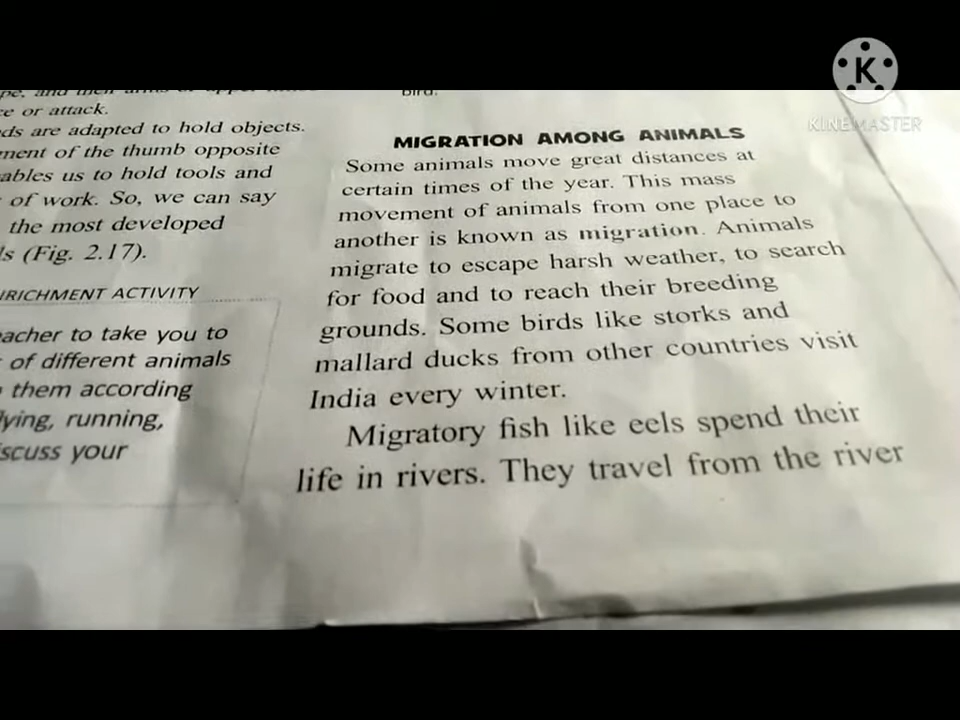 K
KINEMASTER
e or attack.
ds are adapted to hold objects.
ment of the thumb opposite
ables us to hold tools and
of work. So, we can say
the most developed
ls (Fig. 2.17).
RICHMENT ACTIVITY
eacher to take you to
of different animals
them according
lying, running,
scuss your
bird.
MIGRATION AMONG ANIMALS
Some animals move great distances at
certain times of the year. This mass
movement of animals from one place to
another is known as migration. Animals
migrate to escape harsh weather, to search
for food and to reach their breeding
grounds. Some birds like storks and
mallard ducks from other countries visit
India every winter.
Migratory fish like eels spend their
life in rivers. They travel from the river